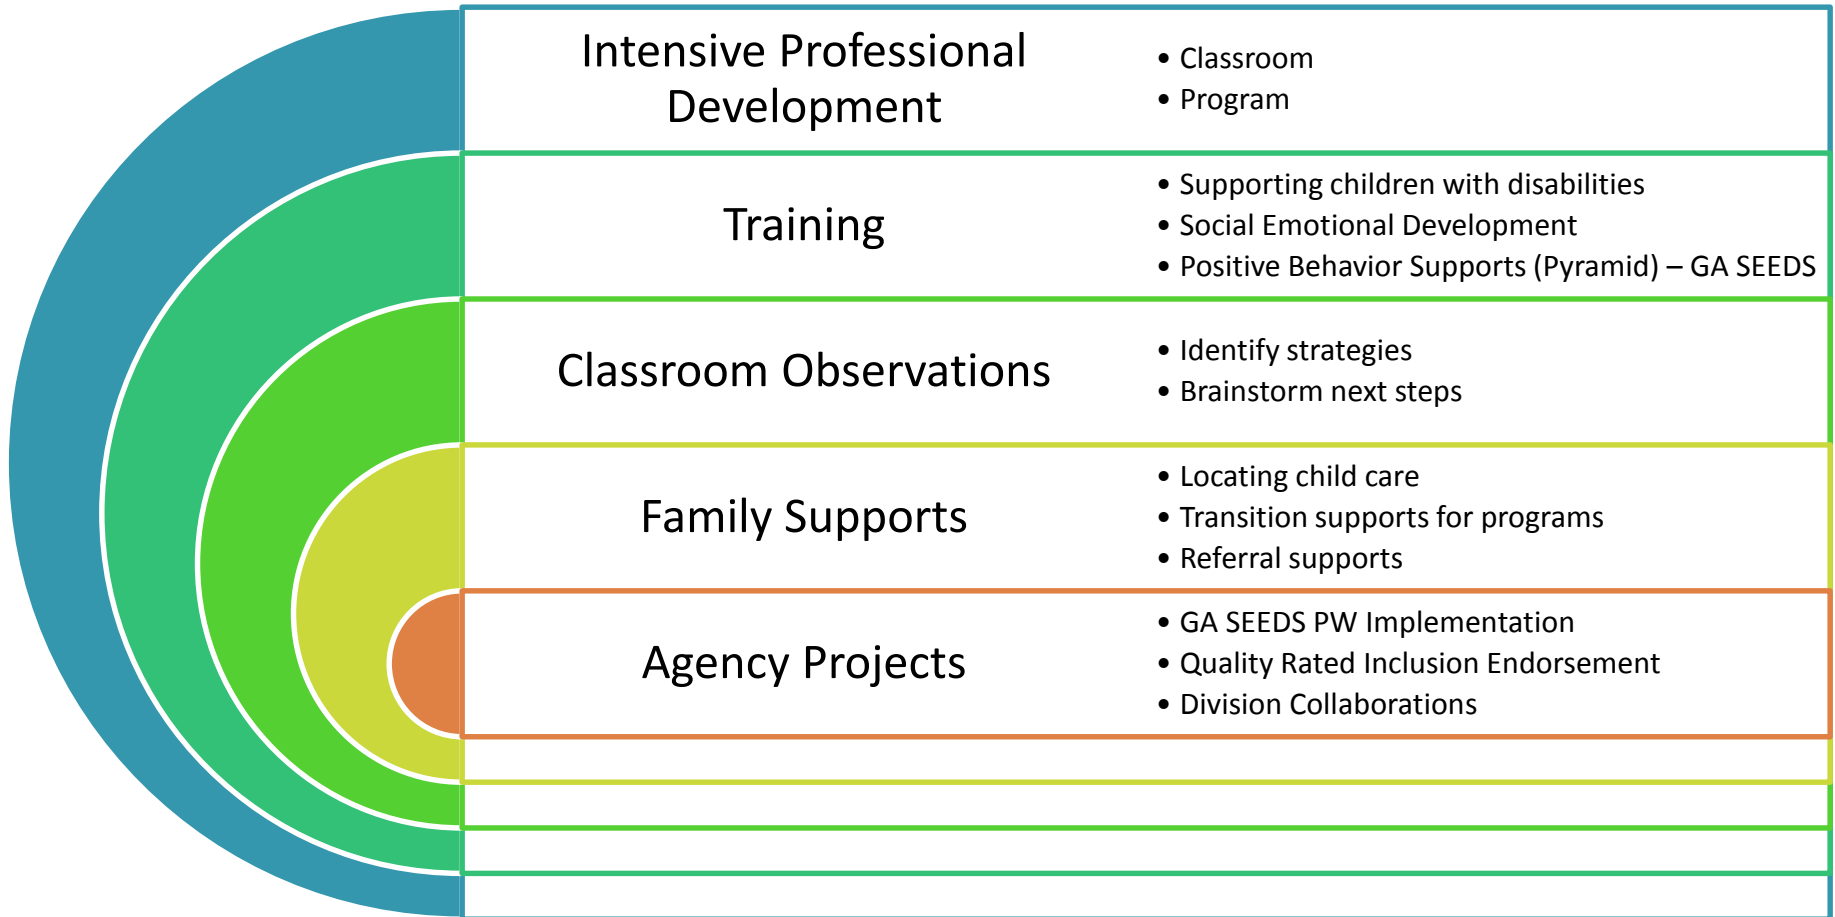 Intensive Professional
Development
• Classroom
• Program
Training
• Supporting children with disabilities
• Social Emotional Development
• Positive Behavior Supports (Pyramid) – GA SEEDS
Classroom Observations
• Identify strategies
• Brainstorm next steps
Family Supports
• Locating child care
• Transition supports for programs
• Referral supports
Agency Projects
• GA SEEDS PW Implementation
• Quality Rated Inclusion Endorsement
• Division Collaborations